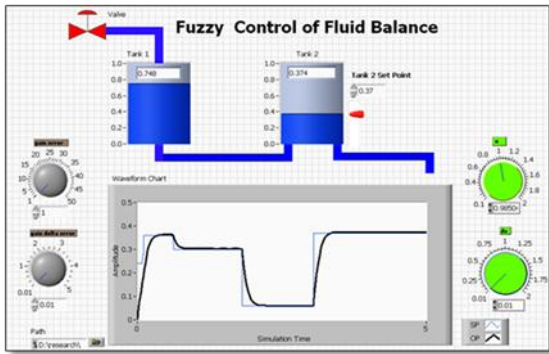 Valve
Fuzzy Control of Fluid Balance
Tank 1
Tank 2
1.0
0.8
0.6
0.4
0.2
0.0
0.748
1.0
0.8
0.6
0.4
0.2
0.0
0.374
Tank 2 Set Point
0.37
gain error
20 25 30
15 35
10 40
5 45
1 50
1
gain delta error
2 3
1 4
0.01 5
0.01
Path
D:\research\
Waveform Chart
Amplitude
0.5
0.4
0.3
0.2
0.1
0
0
5
Simulation Time
1
0.8 1.2
0.6 1.4
0.4 1.6
0.1 2
0.9850
1
0.75 1.25
0.5 1.5
0.25 1.75
0.01 2
0.01
SP
OP